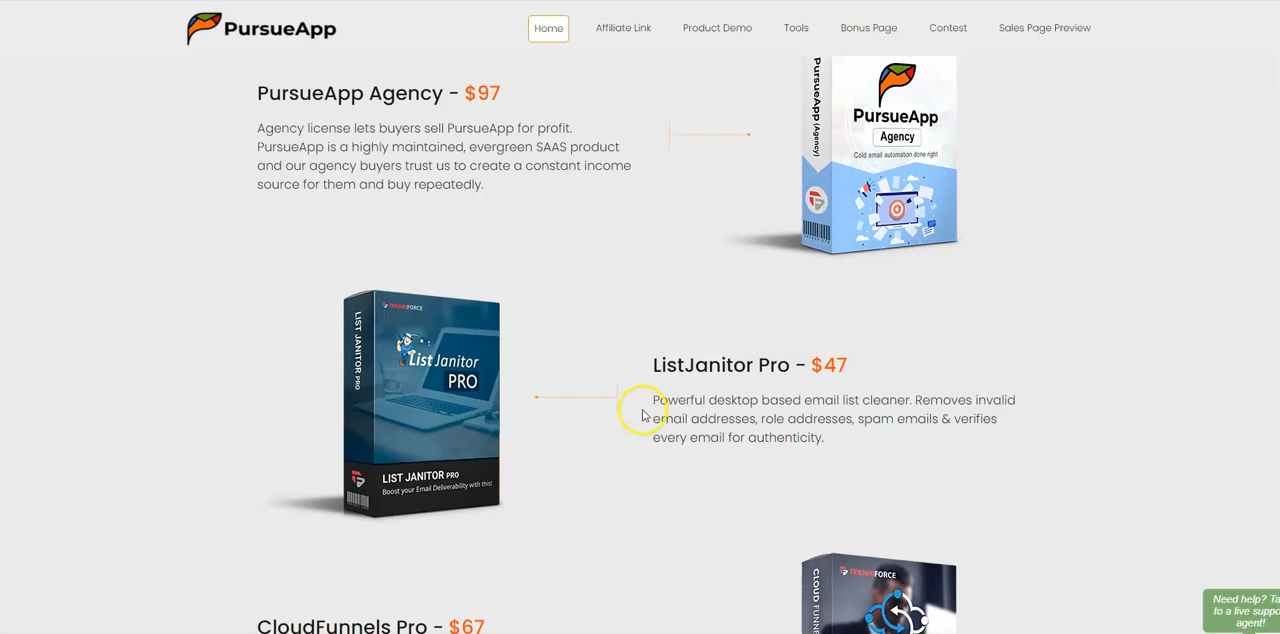 PursueApp
Home
Affiliate Link
Product Demo
Tools
Bonus Page
Contest
Sales Page Preview
PursueApp Agency - $97
Agency license lets buyers sell PursueApp for profit.
PursueApp is a highly maintained, evergreen SAAS product
and our agency buyers trust us to create a constant income
source for them and buy repeatedly.
PursueApp (Agency)
PursueApp
Agency
Cold email automation done right
TEKNIKFORCE
LIST JANITOR PRO
List Janitor
PRO
LIST JANITOR PRO
Boost your Email Deliverability with this!
ListJanitor Pro - $47
Powerful desktop based email list cleaner. Removes invalid
email addresses, role addresses, spam emails & verifies
every email for authenticity.
CloudFunnels Pro - $67
TEKNIKFORCE
CLOUD FUNNE
Need help? Ta
to a live suppo
agent!